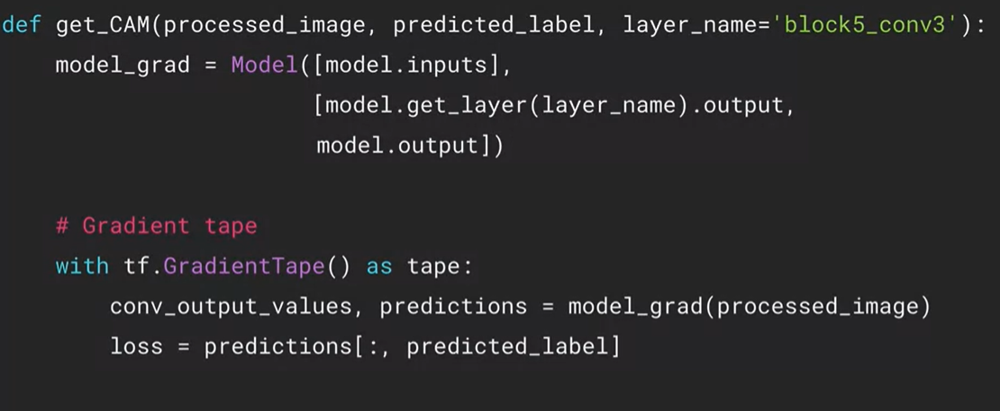 def get_CAM(processed_image, predicted_label, layer_name='block5_conv3'):
    model_grad = Model([model.inputs],
                       [model.get_layer(layer_name).output,
                       model.output])
    # Gradient tape
    with tf.GradientTape() as tape:
        conv_output_values, predictions = model_grad(processed_image)
        loss = predictions[:, predicted_label]